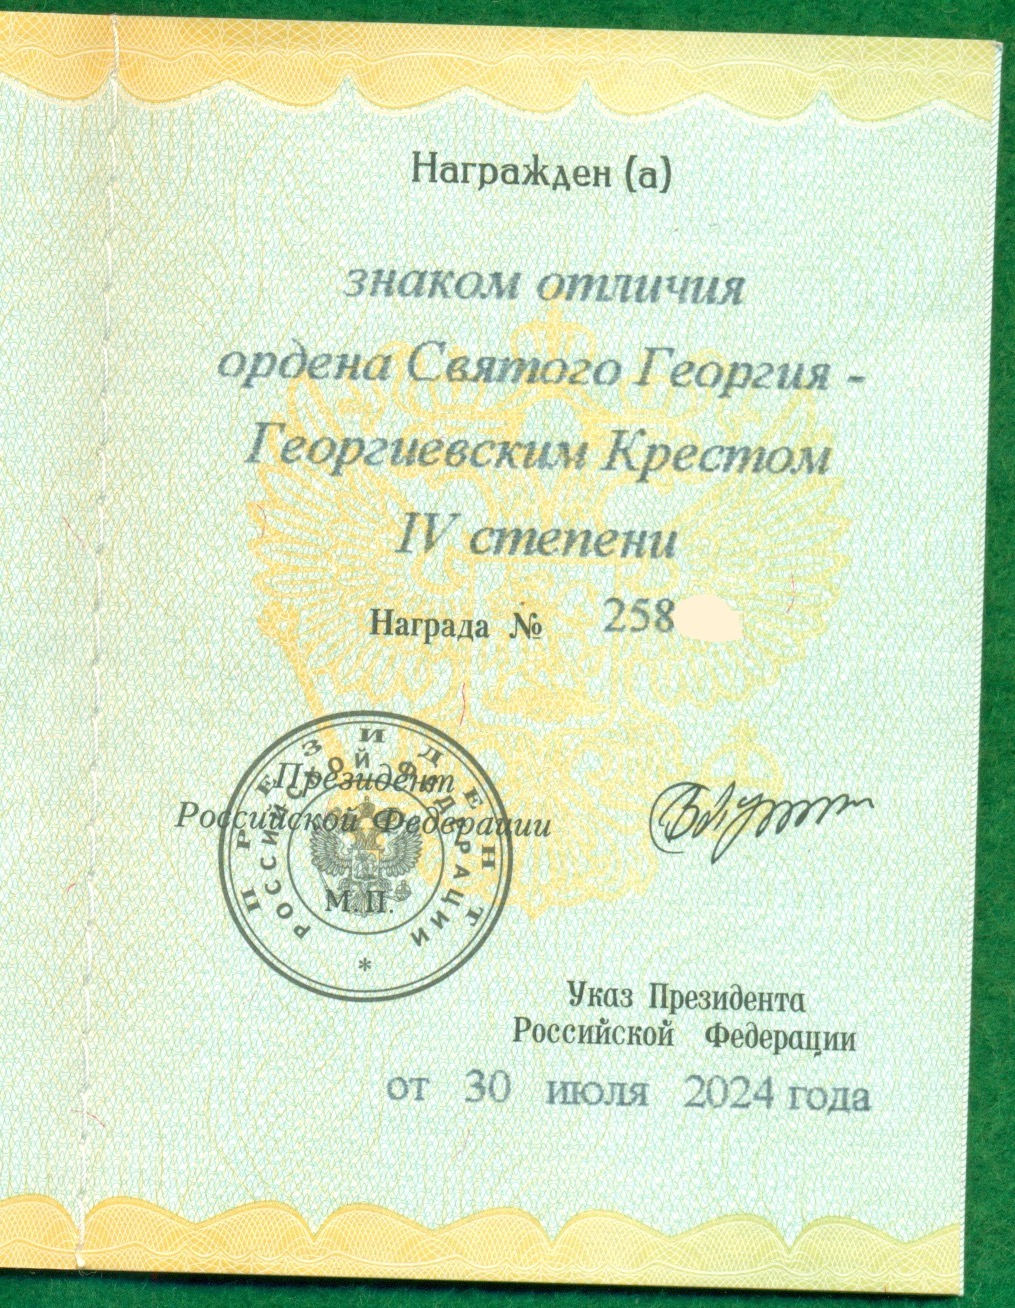 Награжден (а)
знаком отличия
ордена Святого Георгия -
Георгиевским Крестом
IV степени
Награда № 258
ПРЕЗИДЕНТ
РОССИЙСКОЙ ФЕДЕРАЦИИ
*
Президент
Российской Федерации
М.П.
Указ Президента
Российской Федерации
от 30 июля 2024 года